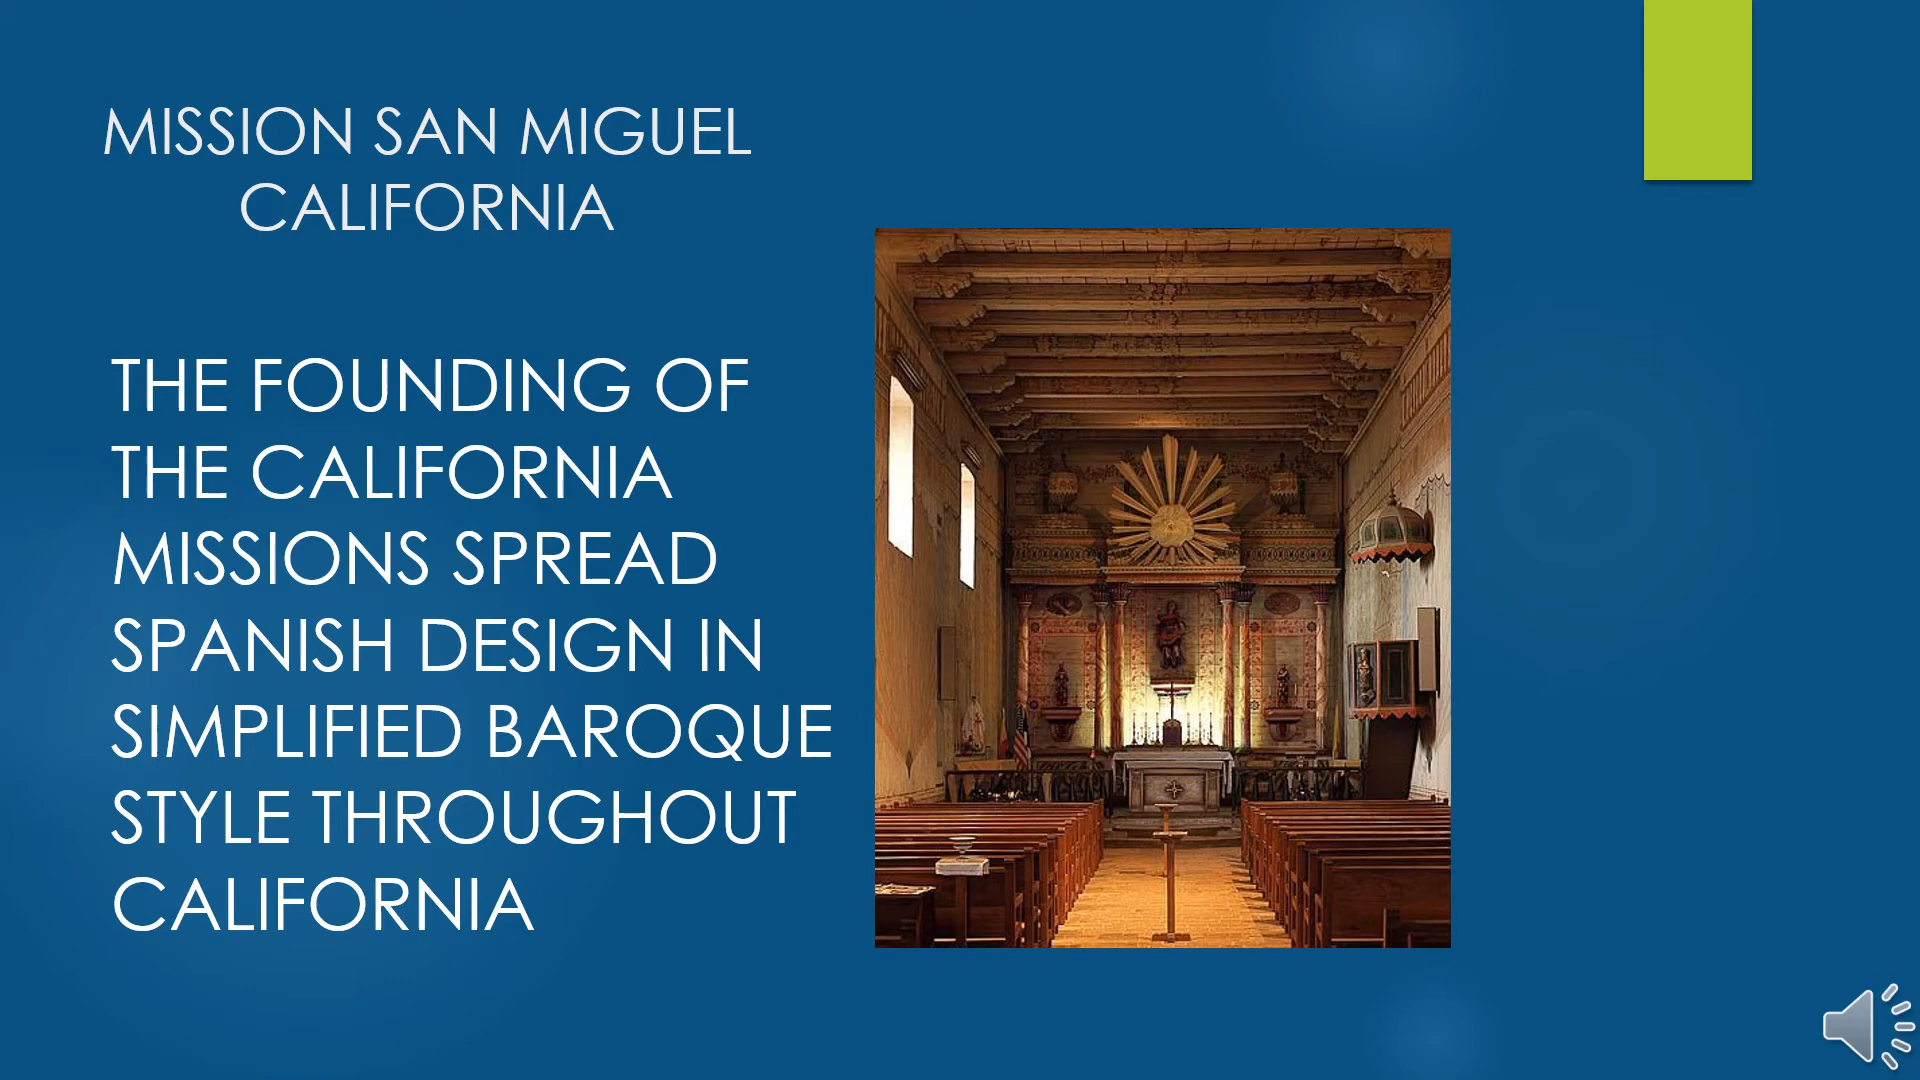 MISSION SAN MIGUEL
CALIFORNIA
THE FOUNDING OF
THE CALIFORNIA
MISSIONS SPREAD
SPANISH DESIGN IN
SIMPLIFIED BAROQUE
STYLE THROUGHOUT
CALIFORNIA